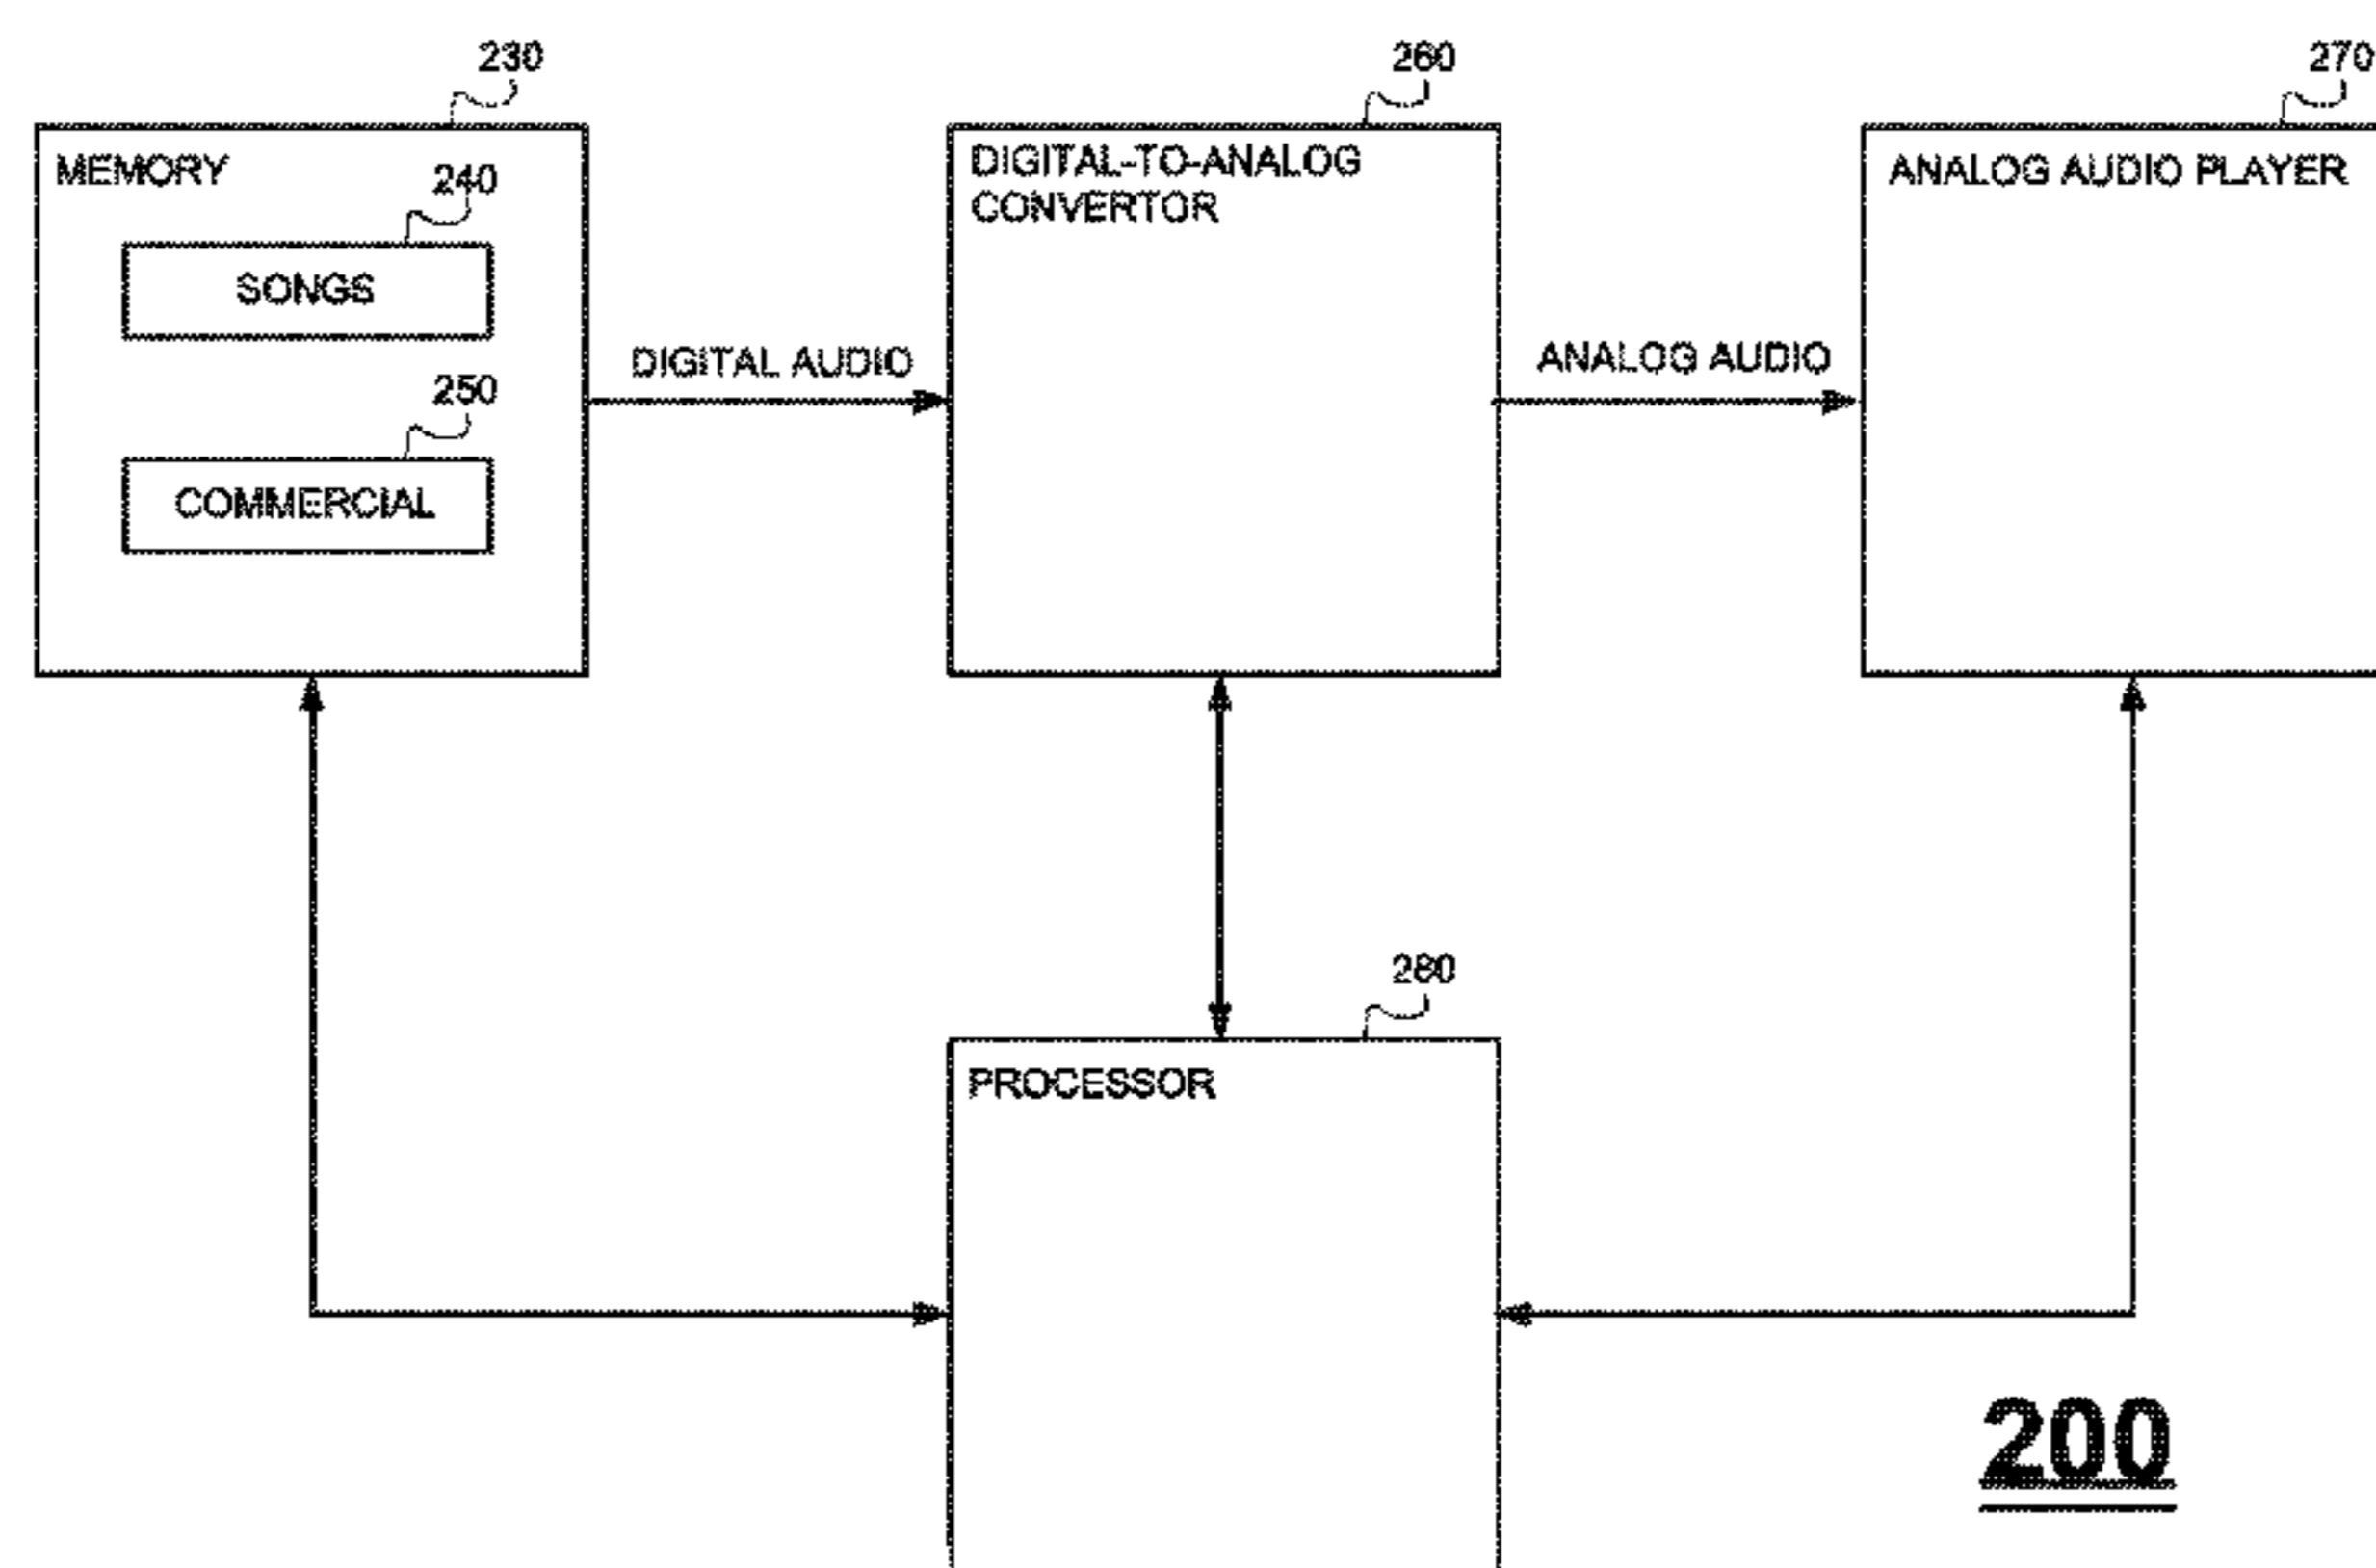 230
260
270
MEMORY
DIGITAL-TO-ANALOG
CONVERTOR
ANALOG AUDIO PLAYER
240
SONGS
DIGITAL AUDIO
ANALOG AUDIO
250
COMMERCIAL
280
PROCESSOR
200